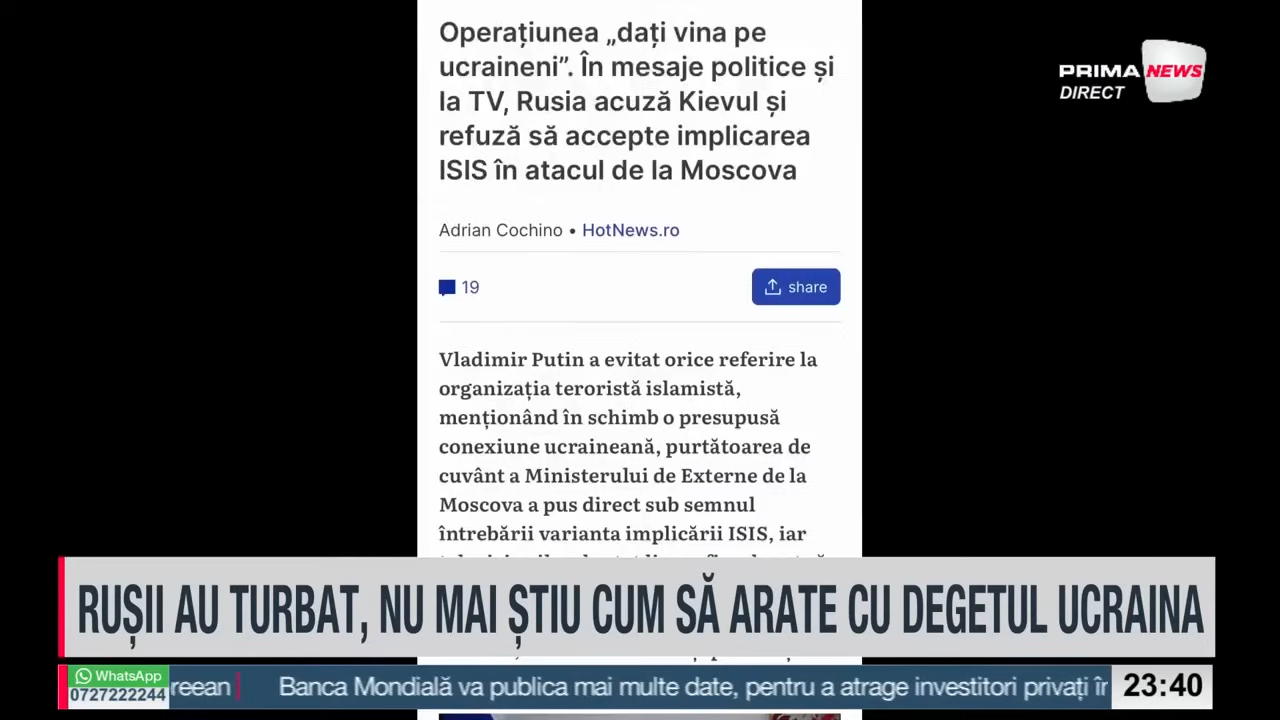 Operațiunea „dați vina pe
ucraineni”. În mesaje politice și
la TV, Rusia acuză Kievul și
refuză să accepte implicarea
ISIS în atacul de la Moscova
Adrian Cochino • HotNews.ro
19
share
Vladimir Putin a evitat orice referire la
organizația teroristă islamistă,
menționând în schimb o presupusă
conexiune ucraineană, purtătoarea de
cuvânt a Ministerului de Externe de la
Moscova a pus direct sub semnul
întrebării varianta implicării ISIS, iar
PRIMA NEWS
DIRECT
RUȘII AU TURBAT, NU MAI ȘTIU CUM SĂ ARATE CU DEGETUL UCRAINA
WhatsApp
0727222244
reean | Banca Mondială va publica mai multe date, pentru a atrage investitori privați în
23:40